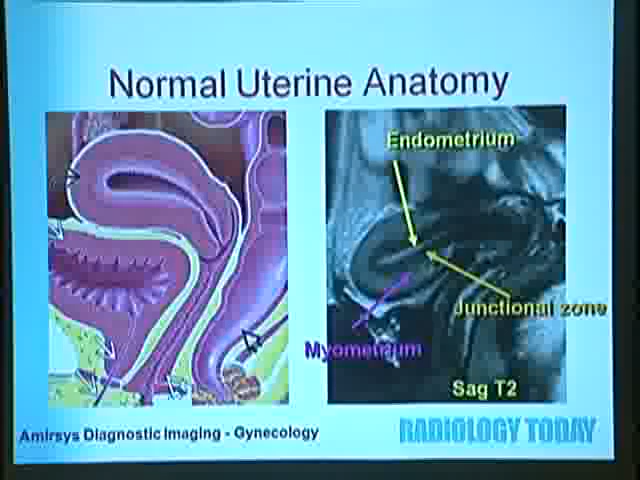 Normal Uterine Anatomy
Endometrium
Junctional zone
Myometrium
Sag T2
Amirsys Diagnostic Imaging - Gynecology
RADIOLOGY TODAY